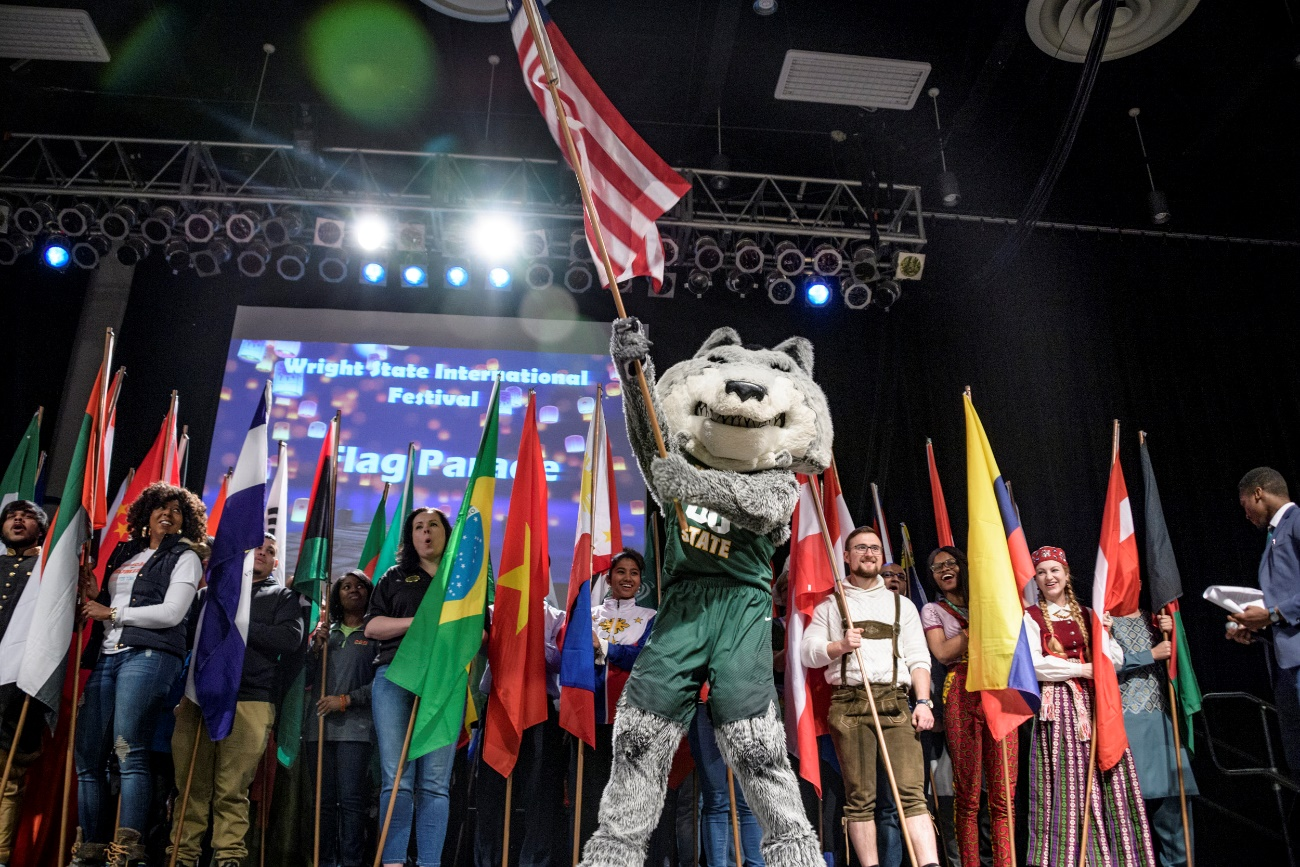 Wright State International
Festival
Flag Parade
STATE